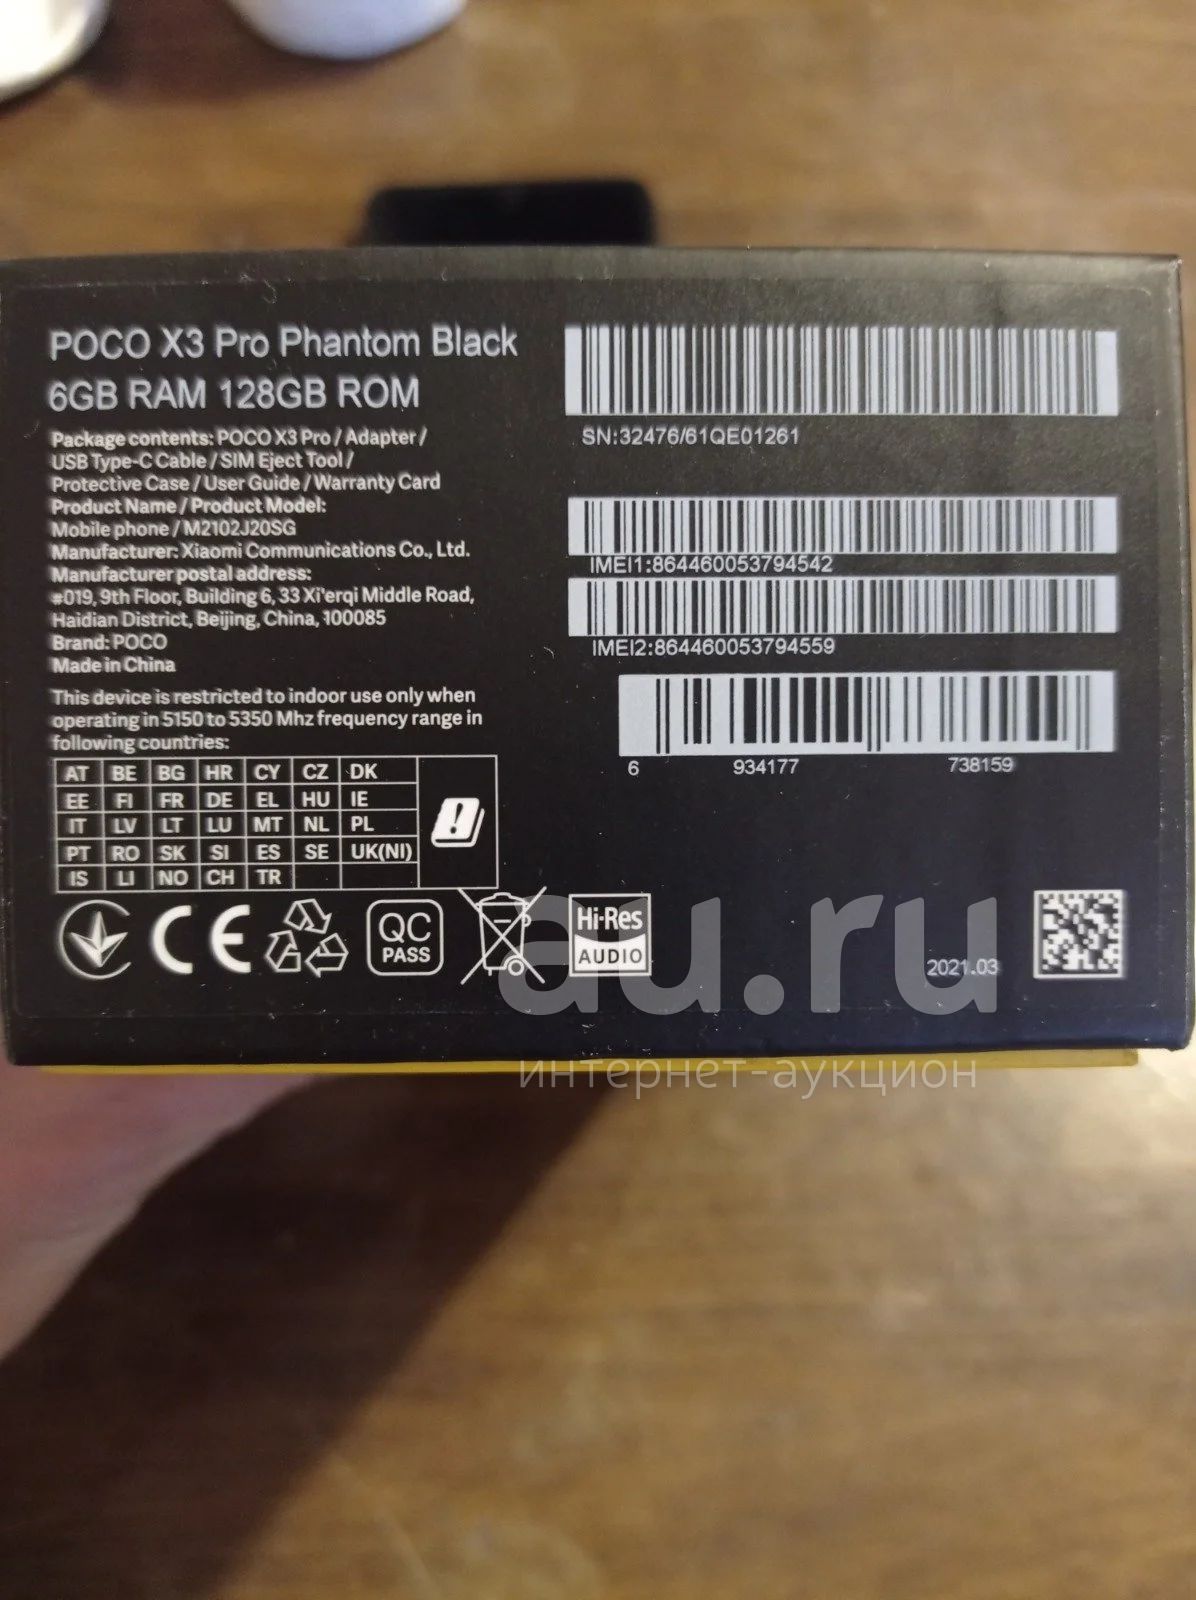 POCO X3 Pro Phantom Black
6GB RAM 128GB ROM
Package contents: POCO X3 Pro / Adapter /
USB Type-C Cable / SIM Eject Tool /
Protective Case / User Guide / Warranty Card
Product Name / Product Model:
Mobile phone / M2102J20SG
Manufacturer: Xiaomi Communications Co., Ltd.
Manufacturer postal address:
#019, 9th Floor, Building 6, 33 Xi'erqi Middle Road,
Haidian District, Beijing, China, 100085
Brand: POCO
Made in China
This device is restricted to indoor use only when
operating in 5150 to 5350 Mhz frequency range in
following countries:
AT BE BG HR CY CZ DK
EE FI FR DE EL HU IE
IT LV LT LU MT NL PL
PT RO SK SI ES SE UK(NI)
IS LI NO CH TR
CE
QC
PASS
Hi-Res
AUDIO
SN:32476/61QE01261
IMEI1:864460053794542
IMEI2:864460053794559
6 934177 738159
2021.03
au.ru
интернет-аукцион